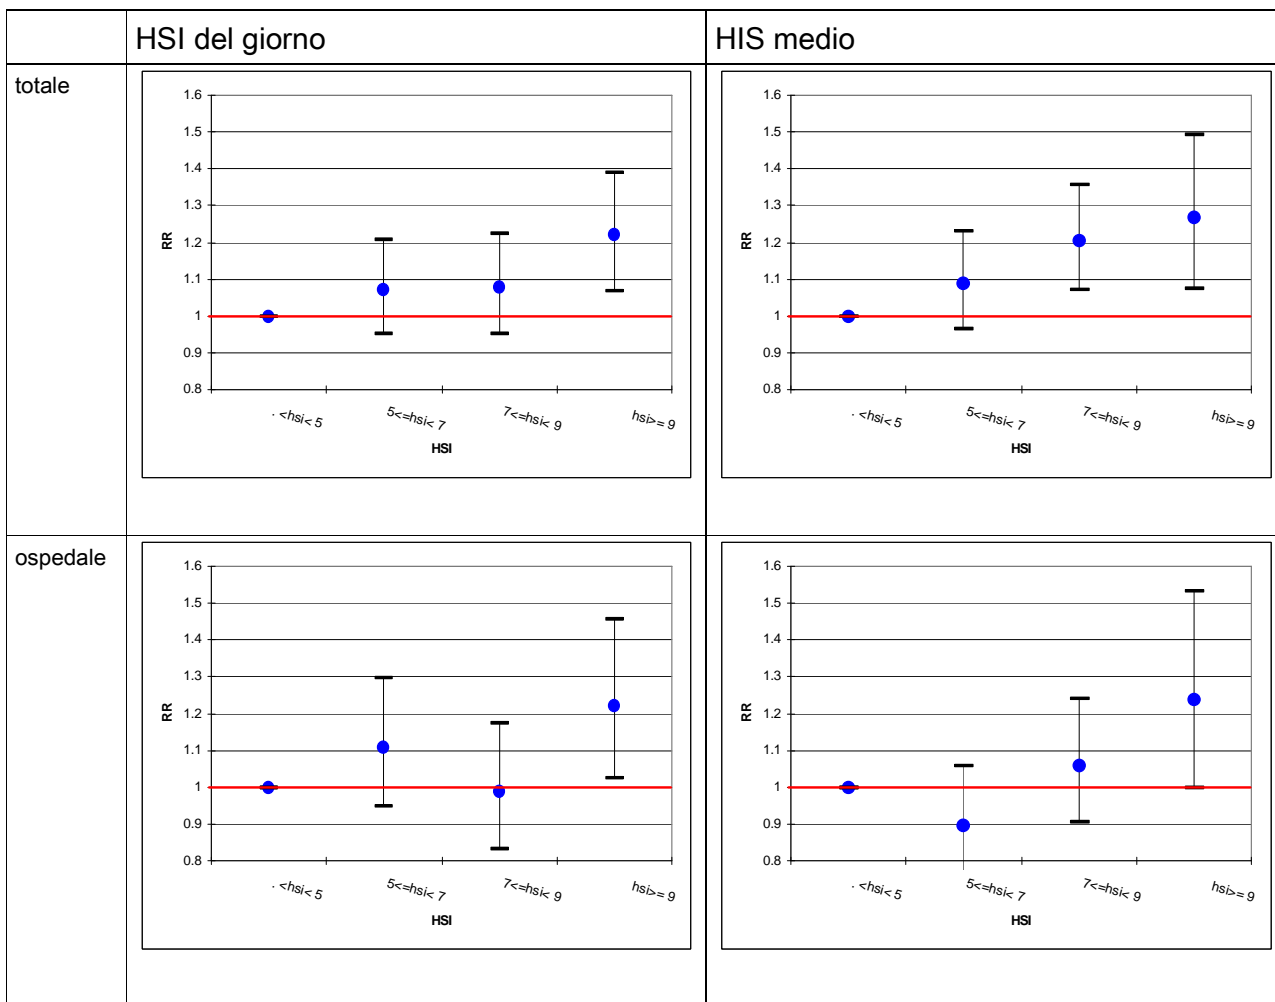 HSI del giorno
HIS medio
totale
1.6
1.5
1.4
1.3
1.2
1.1
1
0.9
0.8
RR
. <hsi< 5
5<=hsi< 7
7<=hsi< 9
hsi>= 9
HSI
1.6
1.5
1.4
1.3
1.2
1.1
1
0.9
0.8
RR
. <hsi< 5
5<=hsi< 7
7<=hsi< 9
hsi>= 9
HSI
ospedale
1.6
1.5
1.4
1.3
1.2
1.1
1
0.9
0.8
RR
. <hsi< 5
5<=hsi< 7
7<=hsi< 9
hsi>= 9
HSI
1.6
1.5
1.4
1.3
1.2
1.1
1
0.9
0.8
RR
. <hsi< 5
5<=hsi< 7
7<=hsi< 9
hsi>= 9
HSI